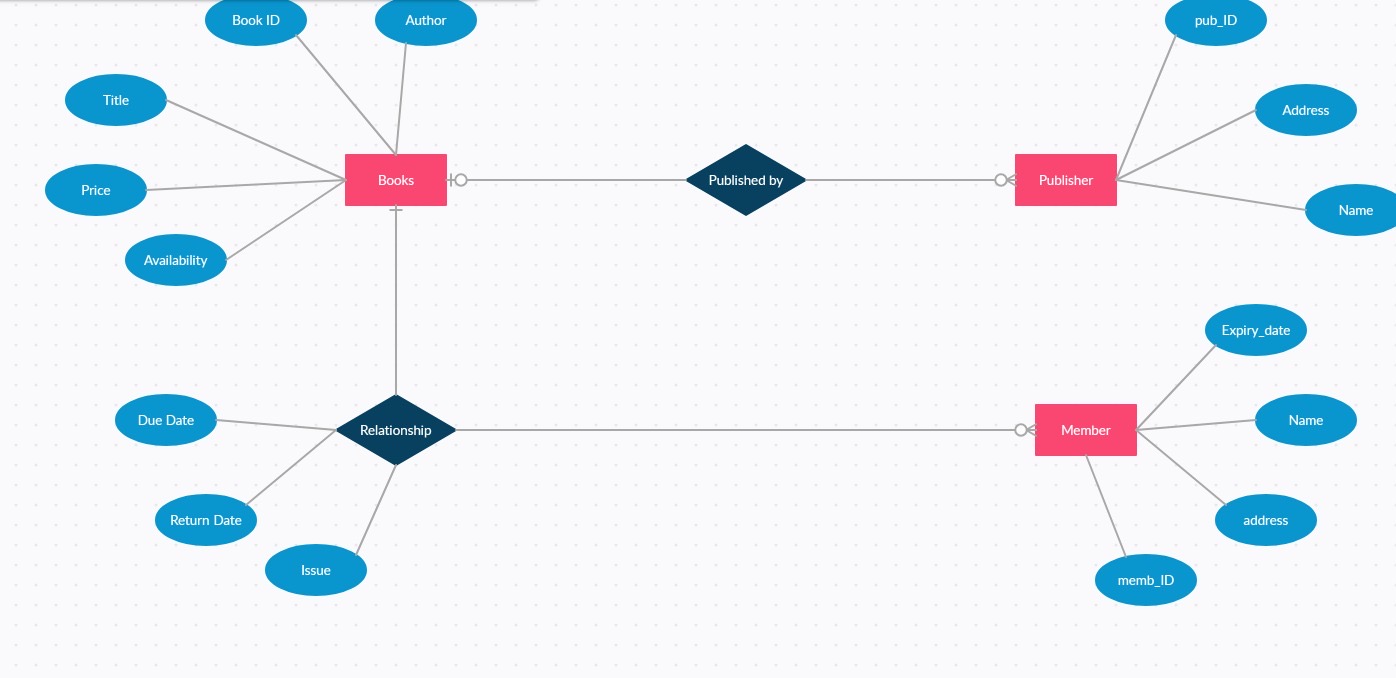 Book ID
Author
pub_ID
Title
Address
Price
Books
Published by
Publisher
Name
Availability
Expiry_date
Due Date
Relationship
Member
Name
Return Date
address
Issue
memb_ID